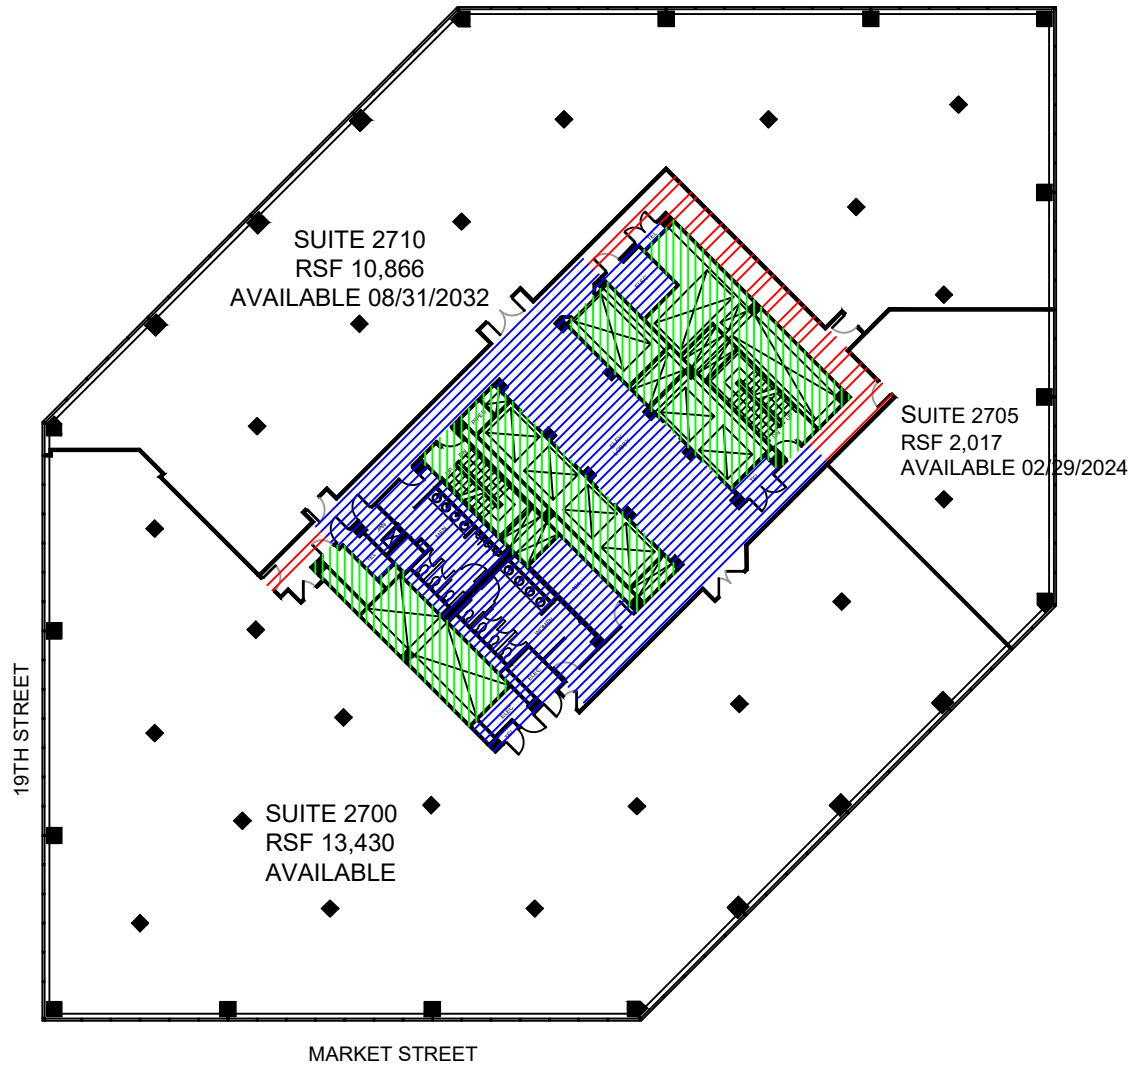 SUITE 2710
RSF 10,866
AVAILABLE 08/31/2032
SUITE 2705
RSF 2,017
AVAILABLE 02/29/2024
19TH STREET
SUITE 2700
RSF 13,430
AVAILABLE
MARKET STREET